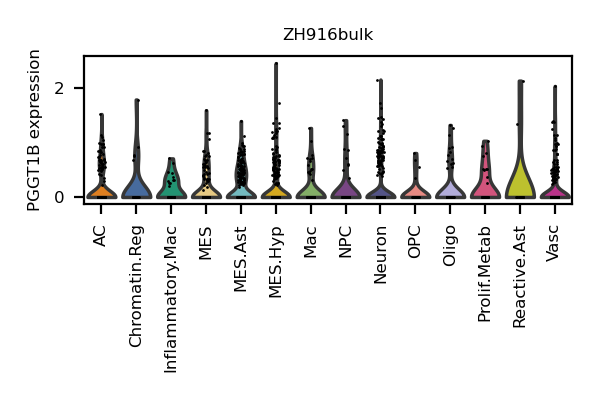 ZH916bulk
PGGT1B expression
2
0
AC
Chromatin.Reg
Inflammatory.Mac
MES
MES.Ast
MES.Hyp
Mac
NPC
Neuron
OPC
Oligo
Prolif.Metab
Reactive.Ast
Vasc